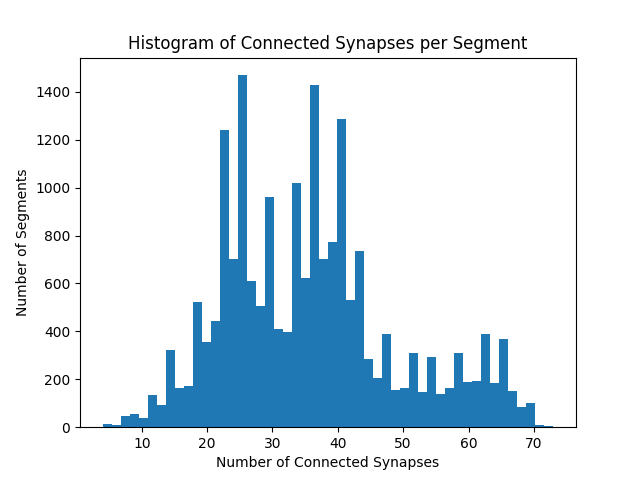 Histogram of Connected Synapses per Segment
Number of Segments
1400
1200
1000
800
600
400
200
0
10 20 30 40 50 60 70
Number of Connected Synapses